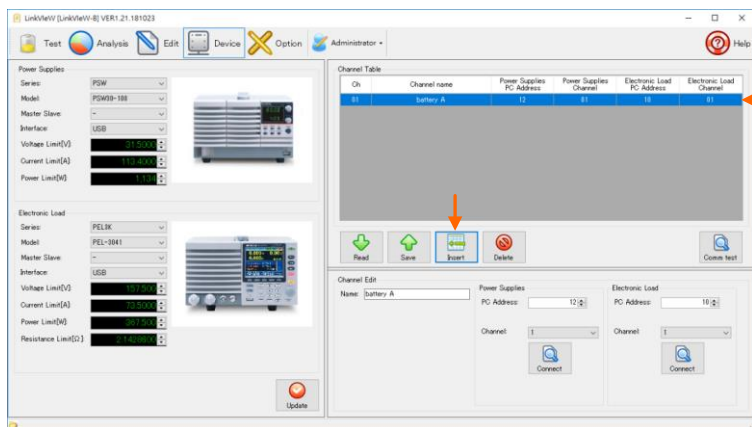 LinkVIeW [LinkVIeW-B] VER1.21.181023
Test Analysis Edit Device Option Administrator Help
Power Supplies
Series: PSW
Model: PSW30-108
Master Slave: -
Interface: USB
Voltage Limit[V] 31.5000
Current Limit[A] 113.4000
Power Limit[W] 1,134
Electronic Load
Series: PEL3K
Model: PEL-3041
Master Slave: -
Interface: USB
Voltage Limit[V] 157.500
Current Limit[A] 73.5000
Power Limit[W] 367.500
Resistance Limit[Ω]
Update
Channel Table
Ch Channel name Power Supplies PC Address Power Supplies Channel Electronic Load PC Address Electronic Load Channel
01 battery A 12 01 10 01
Read Save Insert Delete Comm test
Channel Edit
Name: battery A
Power Supplies
PC Address: 12
Channel: 1
Connect
Electronic Load
PC Address: 10
Channel: 1
Connect